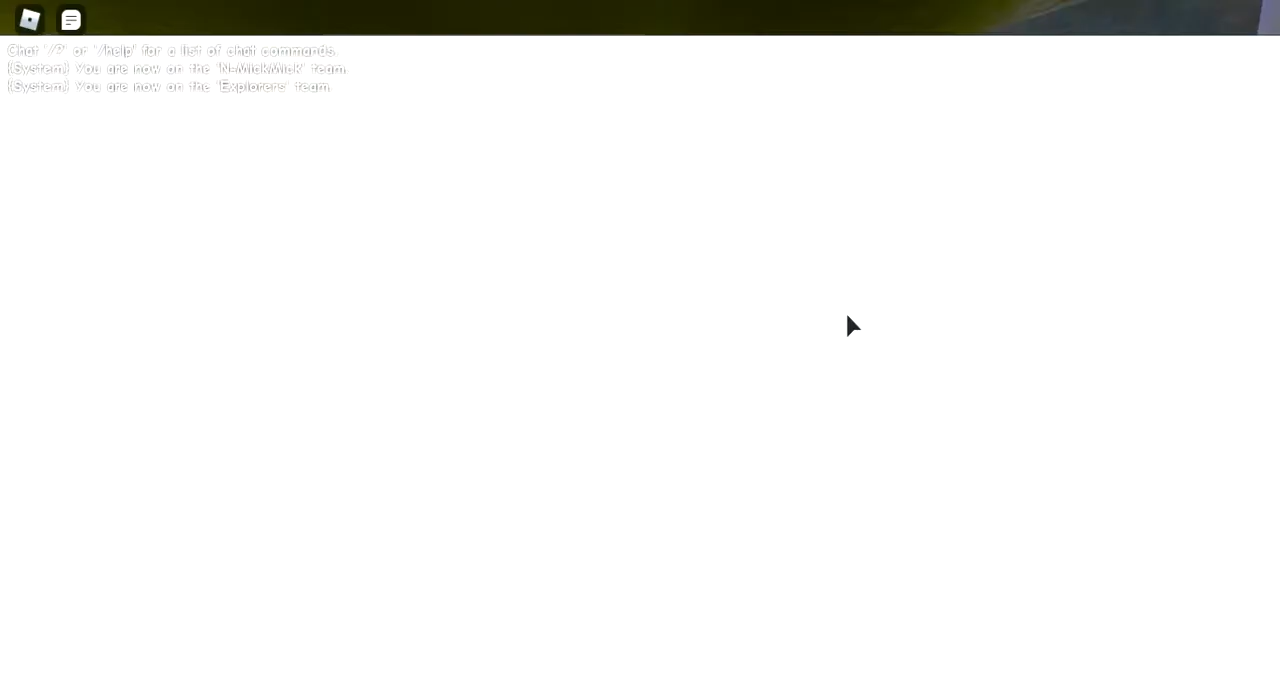 Chat '/?' or '/help' for a list of chat commands.
{System} You are now on the 'N-MickMick' team.
{System} You are now on the 'Explorers' team.